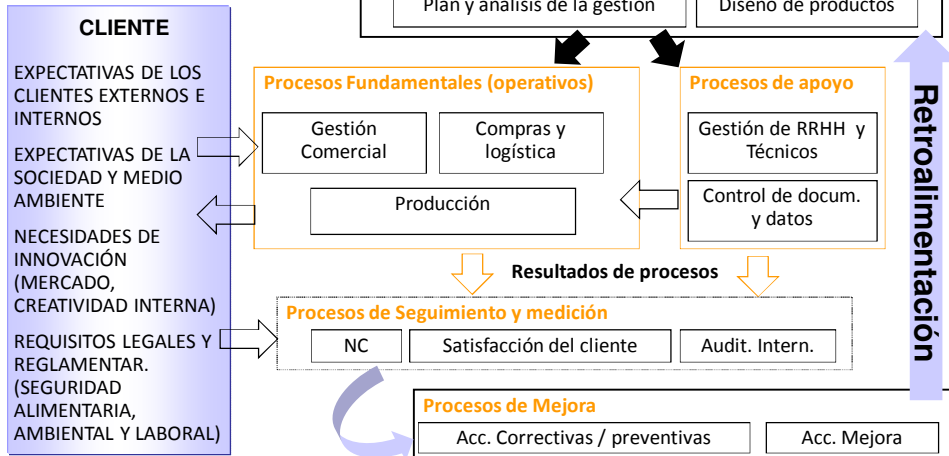 Plan y análisis de la gestión
Diseño de productos
CLIENTE
EXPECTATIVAS DE LOS
CLIENTES EXTERNOS E
INTERNOS
EXPECTATIVAS DE LA
SOCIEDAD Y MEDIO
AMBIENTE
NECESIDADES DE
INNOVACIÓN
(MERCADO,
CREATIVIDAD INTERNA)
REQUISITOS LEGALES Y
REGLAMENTAR.
(SEGURIDAD
ALIMENTARIA,
AMBIENTAL Y LABORAL)
Procesos Fundamentales (operativos)
Gestión
Comercial
Compras y
logística
Producción
Procesos de apoyo
Gestión de RRHH y
Técnicos
Control de docum.
y datos
Resultados de procesos
Procesos de Seguimiento y medición
NC
Satisfacción del cliente
Audit. Intern.
Procesos de Mejora
Acc. Correctivas / preventivas
Acc. Mejora
Retroalimentación